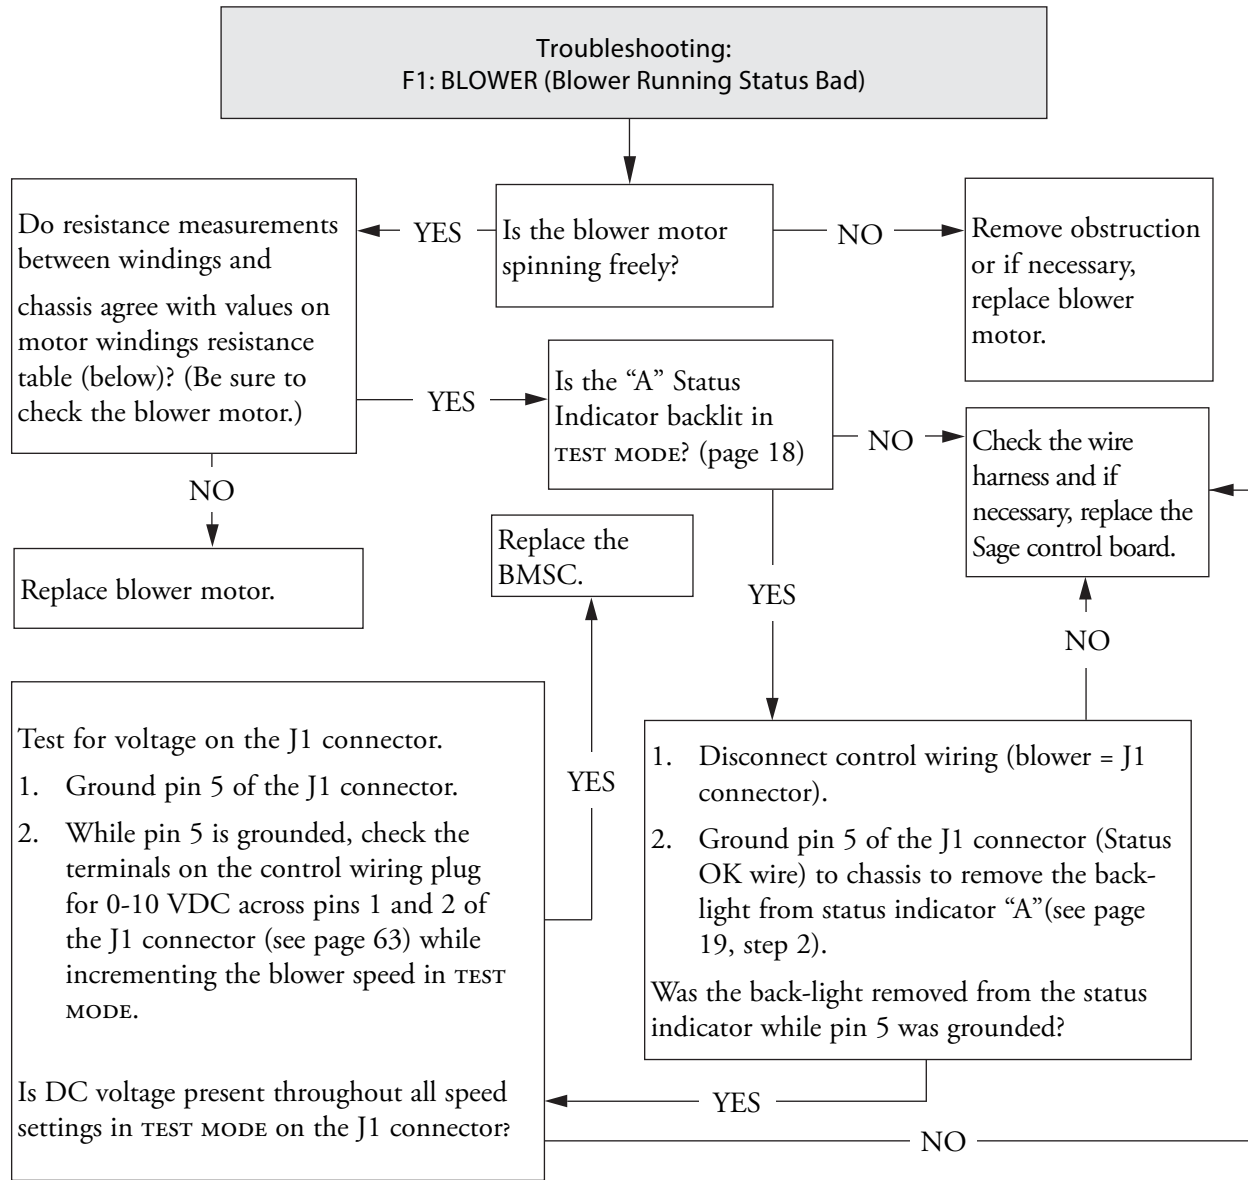 Troubleshooting:
F1: BLOWER (Blower Running Status Bad)
Is the blower motor
spinning freely?
YES
NO
Remove obstruction
or if necessary,
replace blower
motor.
Do resistance measurements
between windings and
chassis agree with values on
motor windings resistance
table (below)? (Be sure to
check the blower motor.)
NO
Replace blower motor.
YES
Is the “A” Status
Indicator backlit in
TEST MODE? (page 18)
NO
Check the wire
harness and if
necessary, replace the
Sage control board.
YES
1. Disconnect control wiring (blower = J1
connector).
2. Ground pin 5 of the J1 connector (Status
OK wire) to chassis to remove the back-
light from status indicator “A”(see page
19, step 2).
Was the back-light removed from the status
indicator while pin 5 was grounded?
NO
YES
Test for voltage on the J1 connector.
1. Ground pin 5 of the J1 connector.
2. While pin 5 is grounded, check the
terminals on the control wiring plug
for 0-10 VDC across pins 1 and 2 of
the J1 connector (see page 63) while
incrementing the blower speed in TEST
MODE.
Is DC voltage present throughout all speed
settings in TEST MODE on the J1 connector?
YES
Replace the
BMSC.
NO